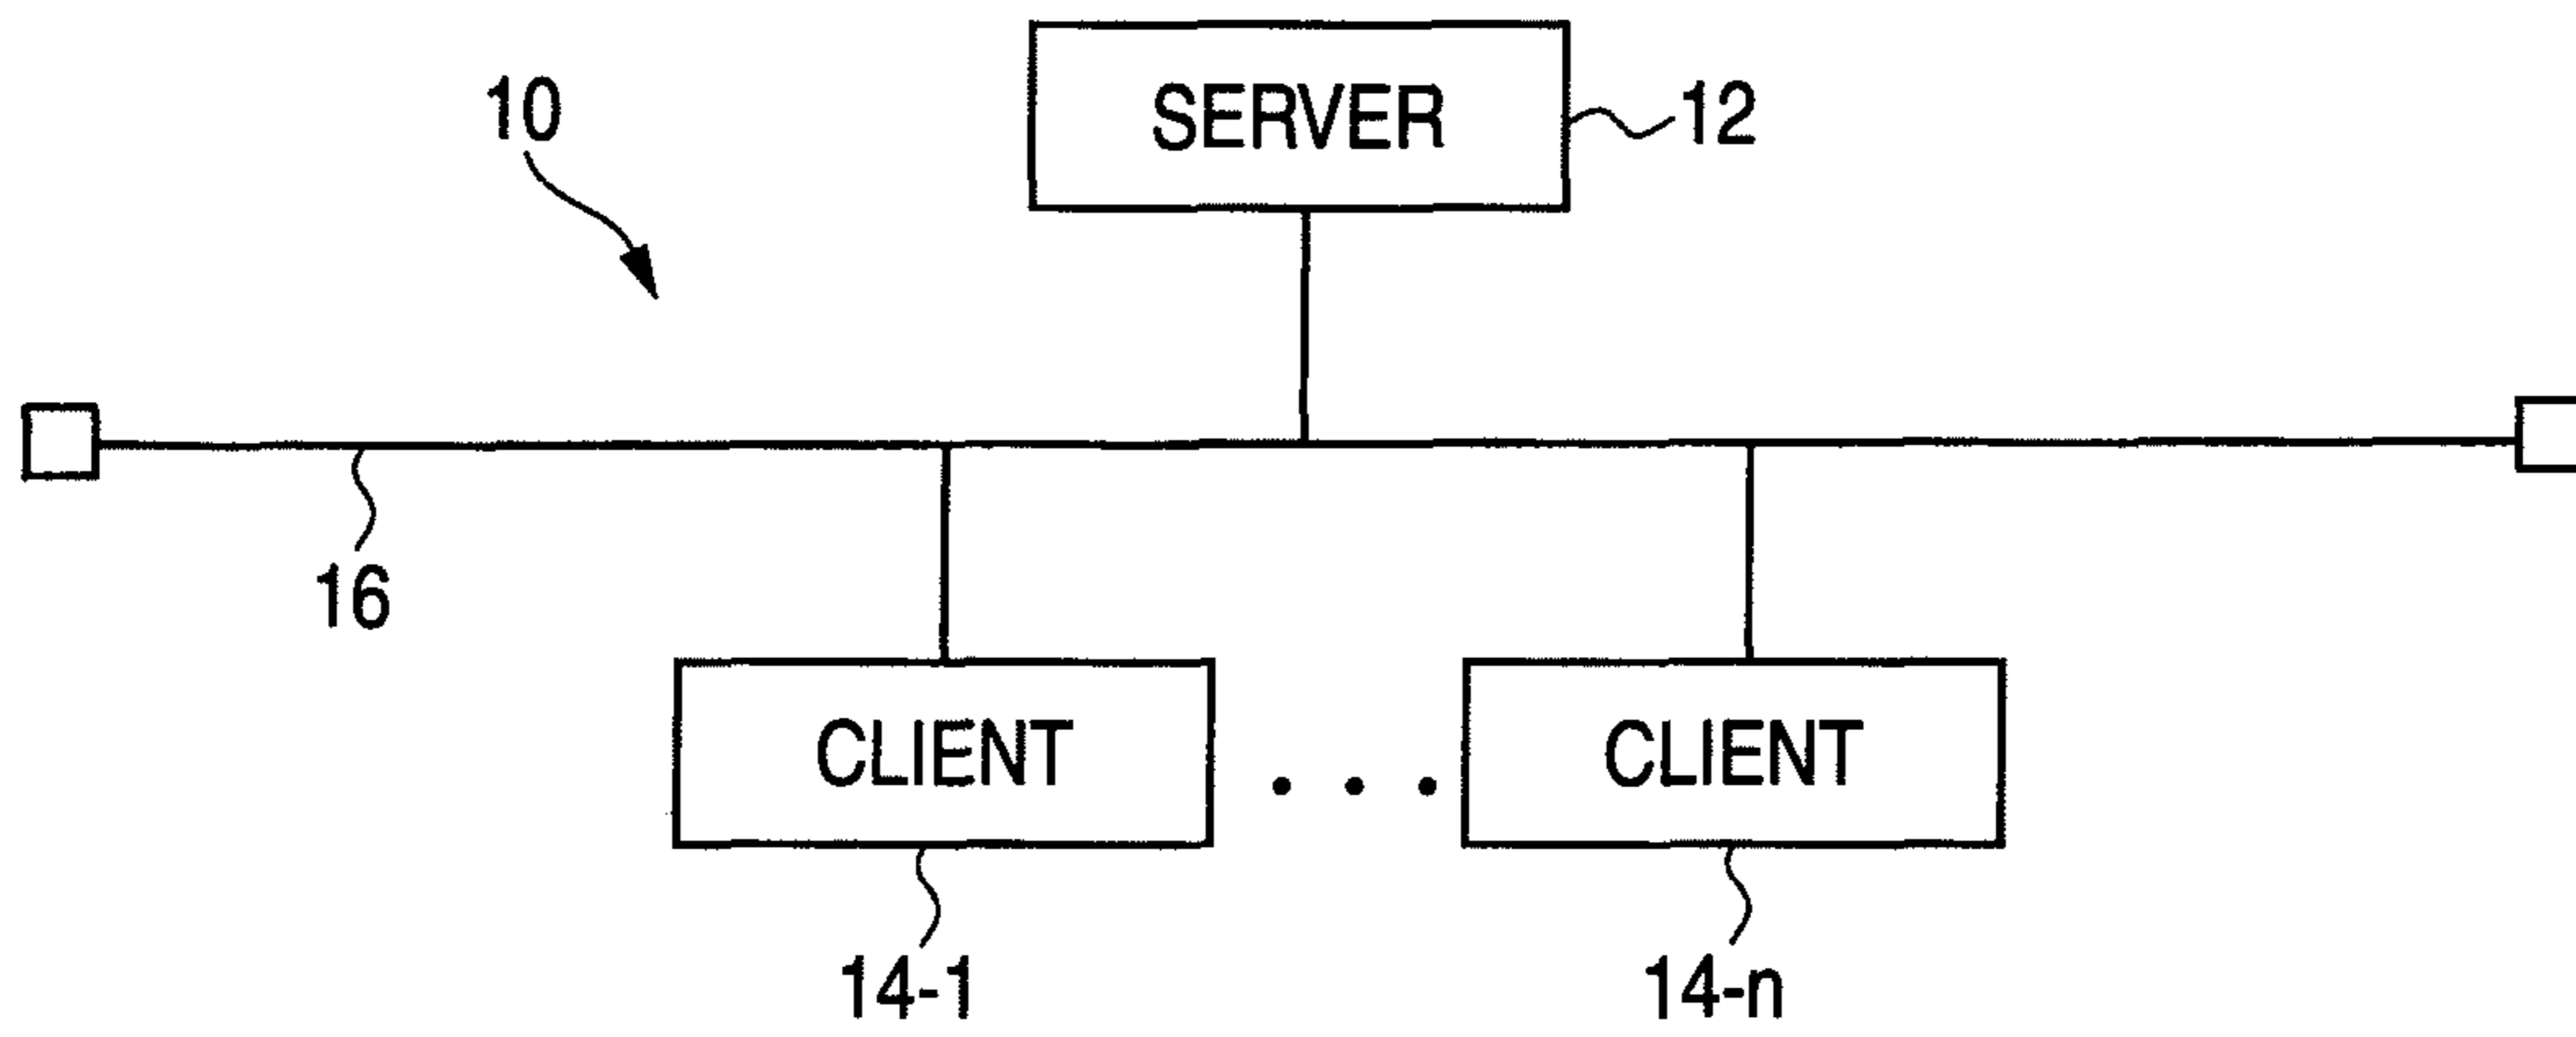 10
SERVER
12
16
CLIENT
. . .
CLIENT
14-1
14-n